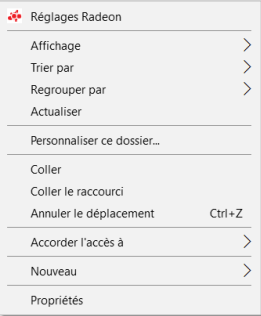 Réglages Radeon
Affichage
Trier par
Regrouper par
Actualiser
Personnaliser ce dossier...
Coller
Coller le raccourci
Annuler le déplacement Ctrl+Z
Accorder l'accès à
Nouveau
Propriétés